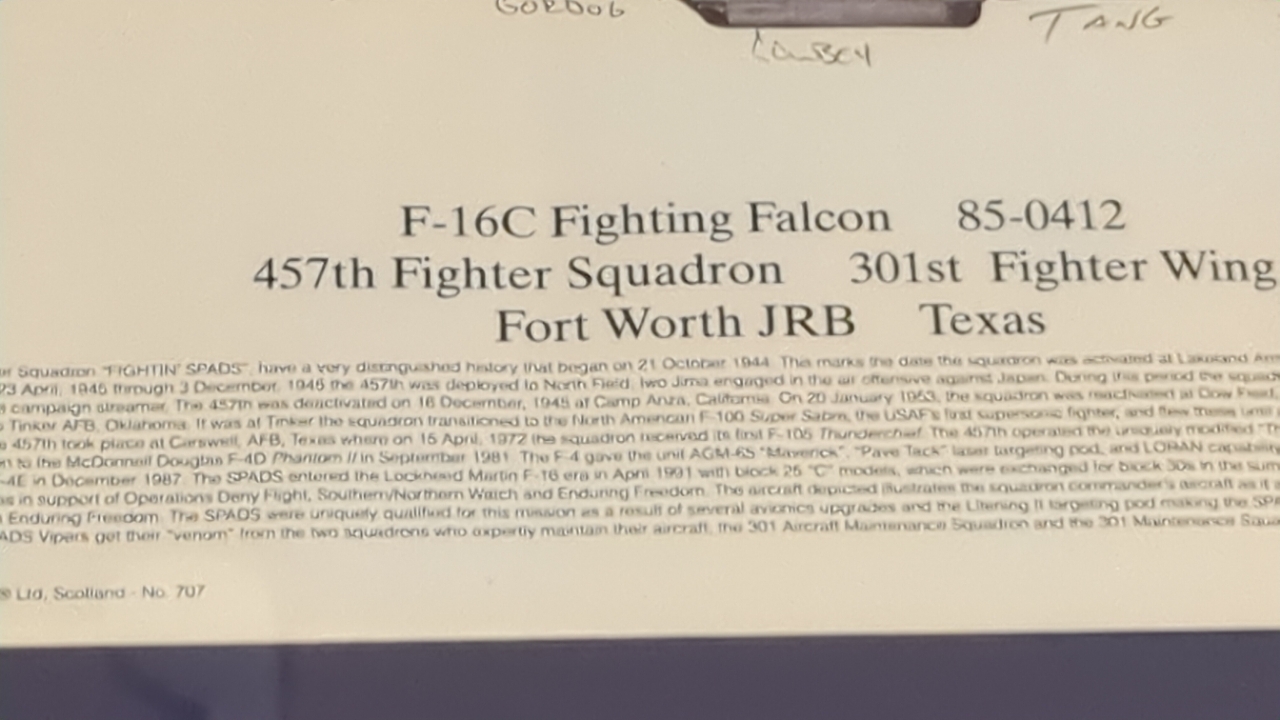 GORDOG
TANG
F-16C Fighting Falcon 85-0412
457th Fighter Squadron 301st Fighter Wing
Fort Worth JRB Texas
Squadron "FIGHTIN' SPADS", have a very distinguished history that began on 21 October 1944. This marks the date the squadron was activated at Lakeland
23 April, 1945 through 3 December, 1945 the 457th was deployed to North Field, Iwo Jima engaged in the air offensive against Japan. During this period the
campaign streamer. The 457th was deactivated on 16 December, 1945 at Camp Anza, California. On 20 January 1953, the squadron was reactivated at Dow Field,
Tinker AFB, Oklahoma. It was at Tinker the squadron transitioned to the North American F-100 Super Sabre, the USAF's first supersonic fighter, and flew these until
457th took place at Carswell, AFB, Texas where on 15 April, 1972 the squadron received its first F-105 Thunderchief. The 457th operated the uniquely modified
to the McDonnell Douglas F-4D Phantom II in September 1981. The F-4 gave the unit AGM-65 "Maverick", "Pave Tack" laser targeting pod, and LORAN capability
-4E in December 1987. The SPADS entered the Lockheed Martin F-16 era in April 1991 with block 25 "C" models, which were exchanged for block 30s in the
in support of Operations Deny Flight, Southern/Northern Watch and Enduring Freedom. The aircraft depicted illustrates the squadron commander's aircraft as it
Enduring Freedom. The SPADS were uniquely qualified for this mission as a result of several avionics upgrades and the Litening II targeting pod making the
Vipers get their "venom" from the two squadrons who expertly maintain their aircraft, the 301 Aircraft Maintenance Squadron and the 301 Maintenance
® Ltd, Scotland - No. 707